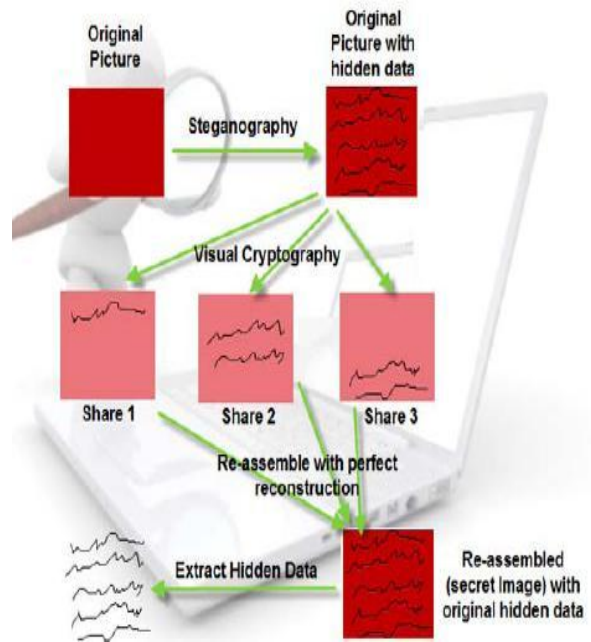 Original
Picture
Original
Picture with
hidden data
Steganography
Visual Cryptography
Share 1
Share 2
Share 3
Re-assemble with perfect
reconstruction
Extract Hidden Data
Re-assembled
(secret Image) with
original hidden data